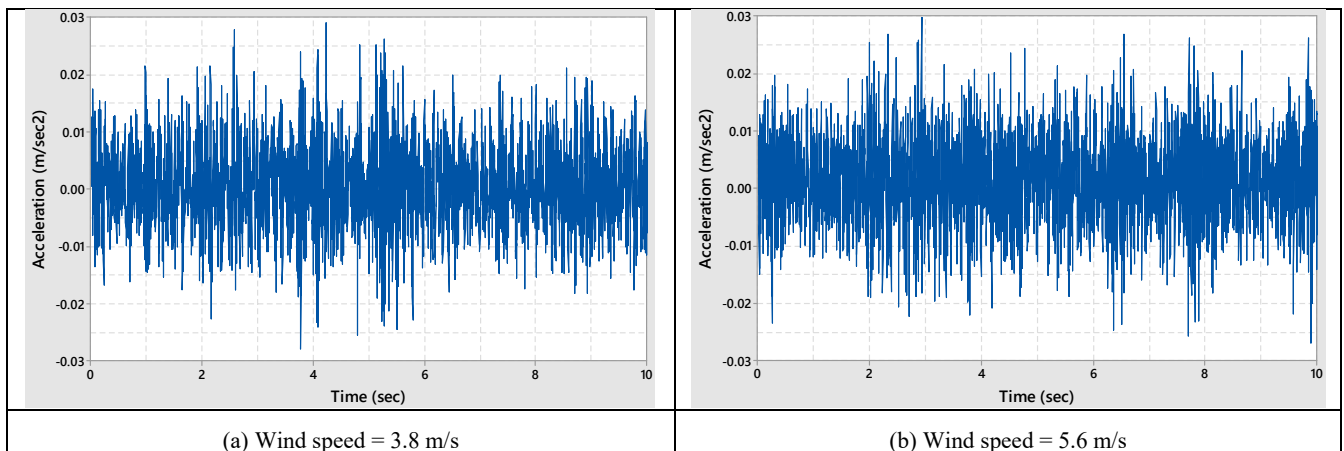 0.03
0.02
0.01
0.00
-0.01
-0.02
-0.03
Acceleration (m/sec2)
0 2 4 6 8 10
Time (sec)
0.03
0.02
0.01
0.00
-0.01
-0.02
-0.03
Acceleration (m/sec2)
0 2 4 6 8 10
Time (sec)
(a) Wind speed = 3.8 m/s
(b) Wind speed = 5.6 m/s